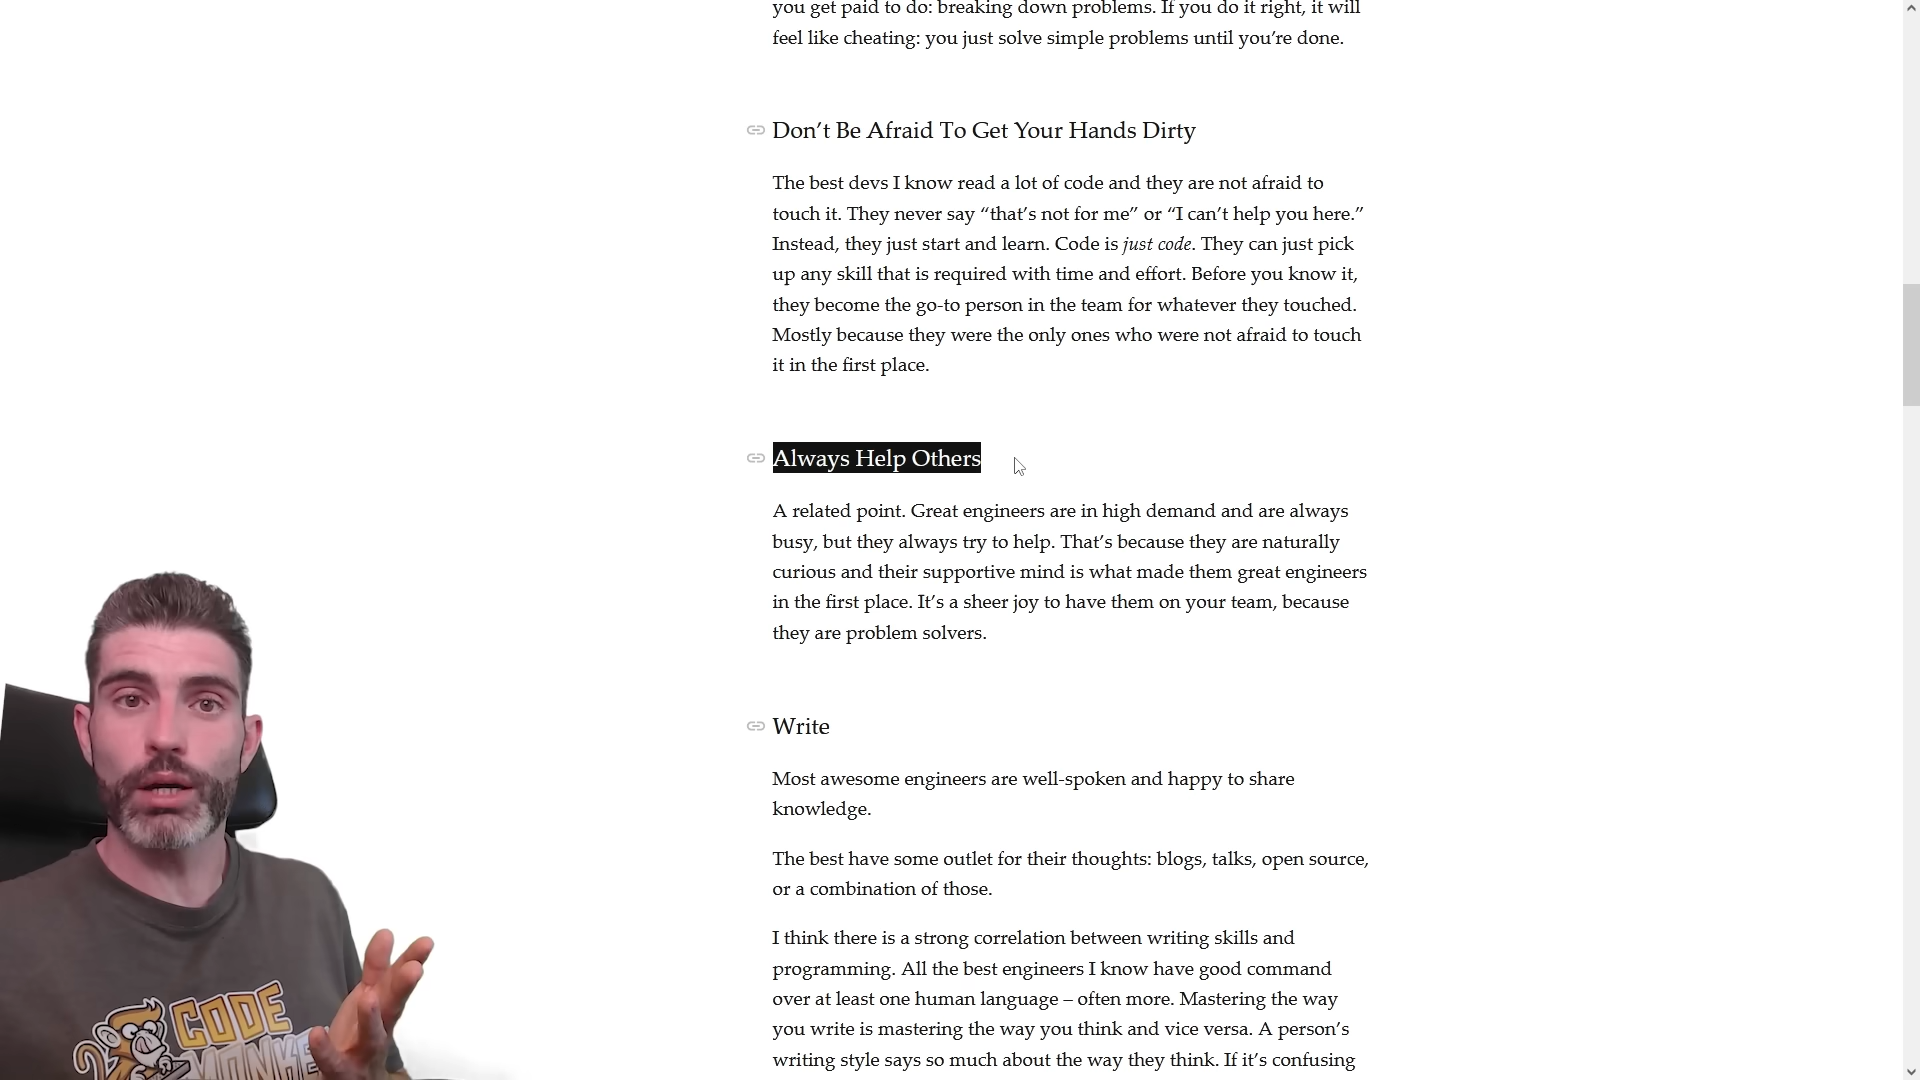 you get paid to do: breaking down problems. If you do it right, it will
feel like cheating: you just solve simple problems until you’re done.
Don’t Be Afraid To Get Your Hands Dirty
The best devs I know read a lot of code and they are not afraid to
touch it. They never say “that’s not for me” or “I can’t help you here.”
Instead, they just start and learn. Code is just code. They can just pick
up any skill that is required with time and effort. Before you know it,
they become the go-to person in the team for whatever they touched.
Mostly because they were the only ones who were not afraid to touch
it in the first place.
Always Help Others
A related point. Great engineers are in high demand and are always
busy, but they always try to help. That’s because they are naturally
curious and their supportive mind is what made them great engineers
in the first place. It’s a sheer joy to have them on your team, because
they are problem solvers.
Write
Most awesome engineers are well-spoken and happy to share
knowledge.
The best have some outlet for their thoughts: blogs, talks, open source,
or a combination of those.
I think there is a strong correlation between writing skills and
programming. All the best engineers I know have good command
over at least one human language – often more. Mastering the way
you write is mastering the way you think and vice versa. A person’s
writing style says so much about the way they think. If it’s confusing
CODE
MONKE